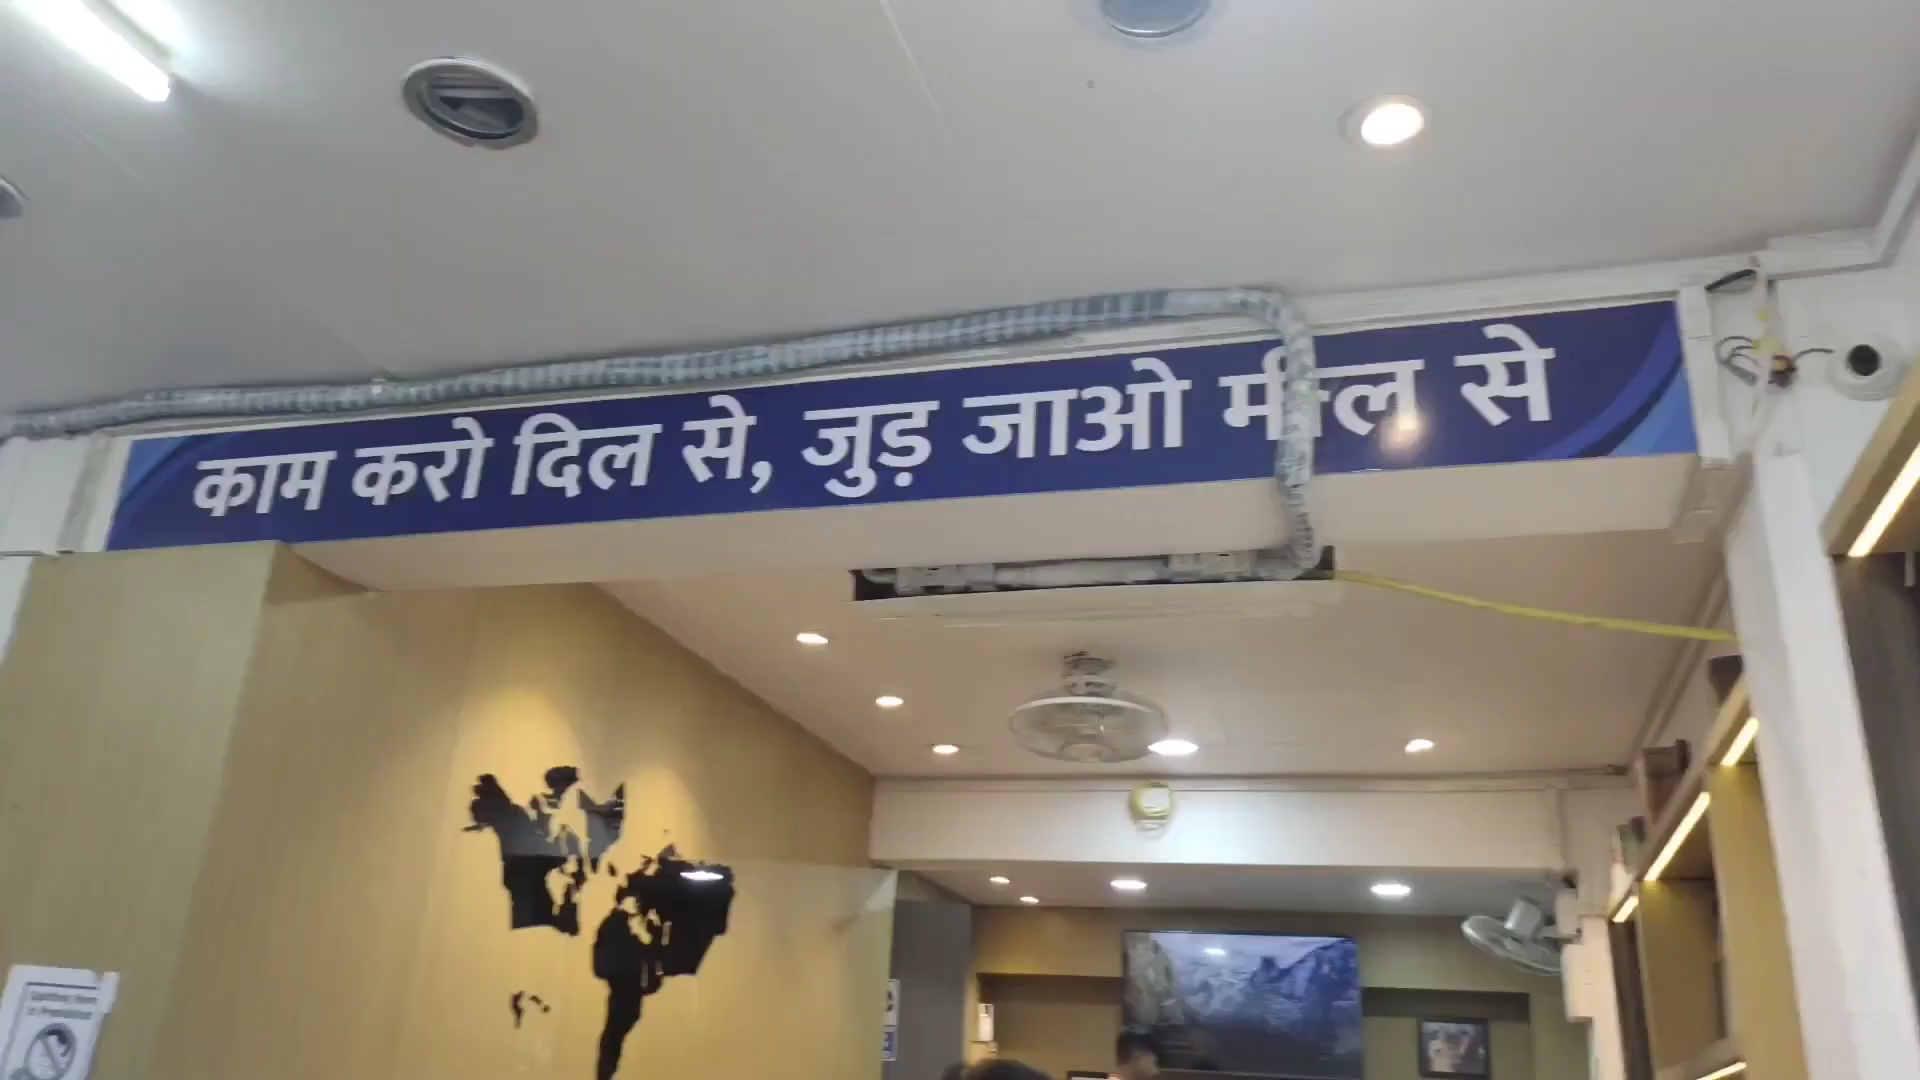 काम करो दिल से, जुड़ जाओ से